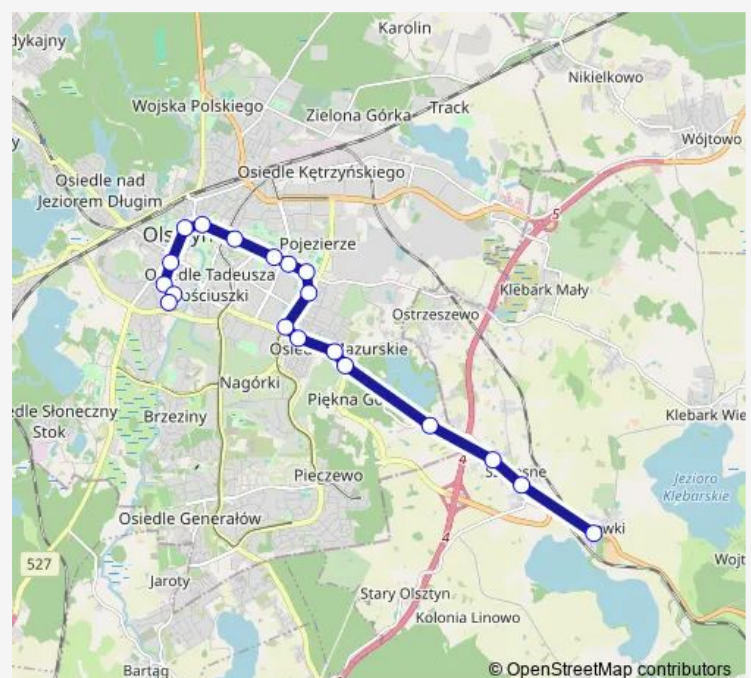 Karolin
dykajny
Nikielkowo
Wojska Polskiego
Track
Zielona Górka
Wójtowo
Osiedle nad
Jeziorem Długim
Osiedle Kętrzyńskiego
5
Pojezierze
Klebark Mały
Ostrzeszewo
Nagórki
Klebark Wie
edle Słoneczny
Stok
Brzeziny
4
Pieczewo
Jezioro
Klebarskie
Osiedle Generałów
527
4
Wojt
Jaroty
Stary Olsztyn
Kolonia Linowo
Bartąg
© OpenStreetMap contributors